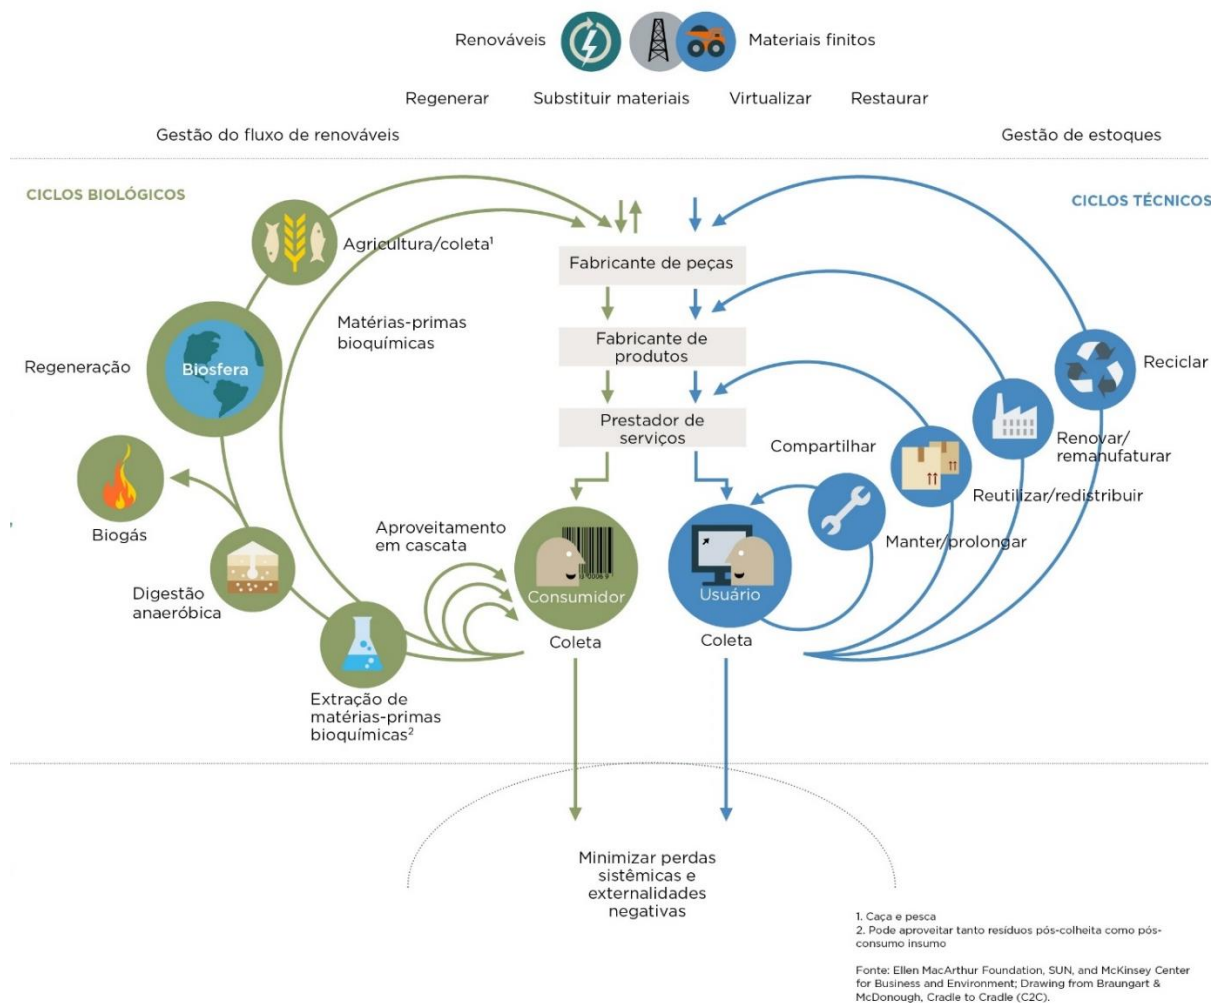 Renováveis
Materiais finitos
Regenerar
Substituir materiais
Virtualizar
Restaurar
Gestão do fluxo de renováveis
Gestão de estoques
CICLOS BIOLÓGICOS
CICLOS TÉCNICOS
Agricultura/coleta¹
Matérias-primas
bioquímicas
Regeneração
Biosfera
Biogás
Digestão
anaeróbica
Extração de
matérias-primas
bioquímicas²
Aproveitamento
em cascata
Fabricante de peças
Fabricante de
produtos
Prestador de
serviços
Consumidor
Coleta
Usuário
Coleta
Compartilhar
Manter/prolongar
Reutilizar/redistribuir
Renovar/
remanufaturar
Reciclar
Minimizar perdas
sistêmicas e
externalidades
negativas
1. Caça e pesca
2. Pode aproveitar tanto resíduos pós-colheita como pós-
consumo insumo
Fonte: Ellen MacArthur Foundation, SUN, and McKinsey Center
for Business and Environment; Drawing from Braungart &
McDonough, Cradle to Cradle (C2C).